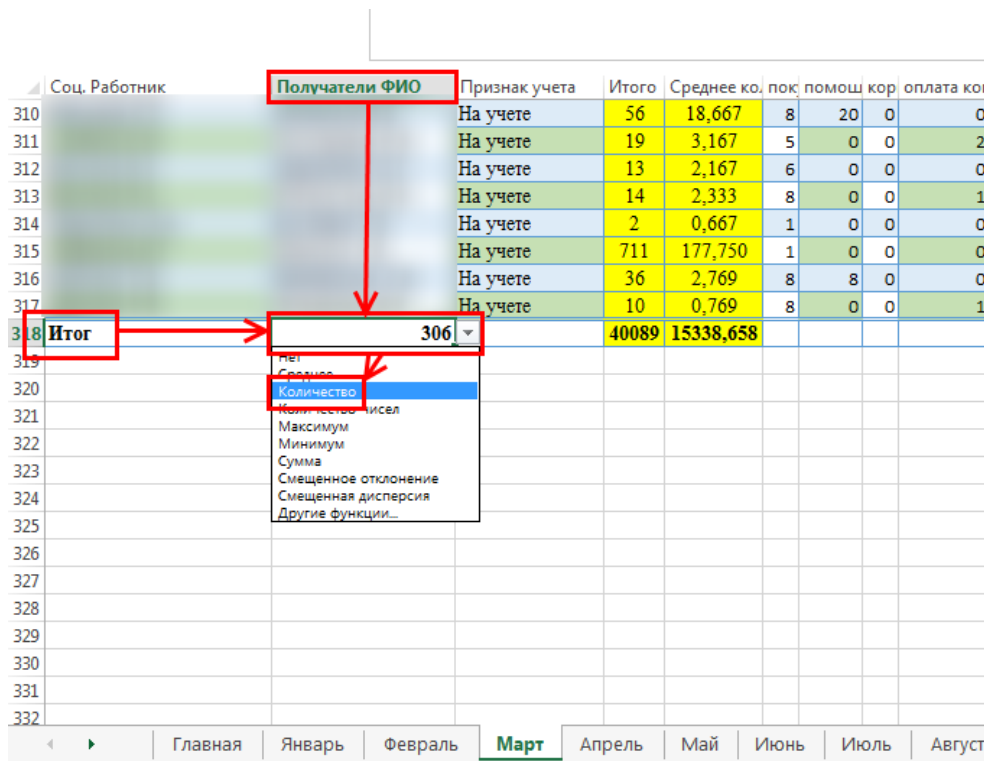 Соц. Работник Получатели ФИО Признак учета Итого Среднее ко. пок помощ кор оплата ко
310 На учете 56 18,667 8 20 0 0
311 На учете 19 3,167 5 0 0 2
312 На учете 13 2,167 6 0 0 0
313 На учете 14 2,333 8 0 0 1
314 На учете 2 0,667 1 0 0 0
315 На учете 711 177,750 1 0 0 0
316 На учете 36 2,769 8 8 0 0
317 На учете 10 0,769 8 0 0 1
318 Итог 306 40089 15338,658
319 Нет
Среднее
320 Количество
321 Количество чисел
Максимум
322 Минимум
323 Сумма
Смещенное отклонение
324 Смещенная дисперсия
Другие функции...
325
326
327
328
329
330
331
332
Главная Январь Февраль Март Апрель Май Июнь Июль Август